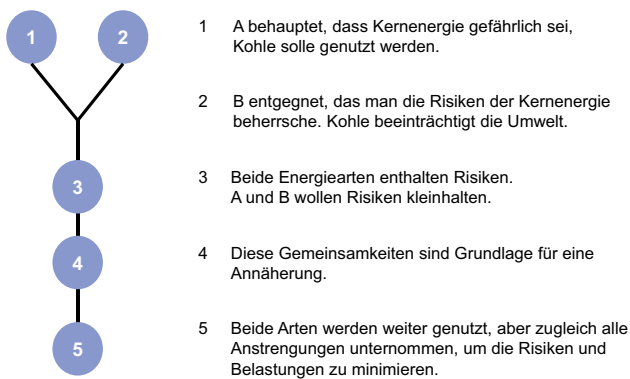 1 A behauptet, dass Kernenergie gefährlich sei,
Kohle solle genutzt werden.
2 B entgegnet, das man die Risiken der Kernenergie
beherrsche. Kohle beeinträchtigt die Umwelt.
3 Beide Energiearten enthalten Risiken.
A und B wollen Risiken kleinhalten.
4 Diese Gemeinsamkeiten sind Grundlage für eine
Annäherung.
5 Beide Arten werden weiter genutzt, aber zugleich alle
Anstrengungen unternommen, um die Risiken und
Belastungen zu minimieren.
1 2
3
4
5